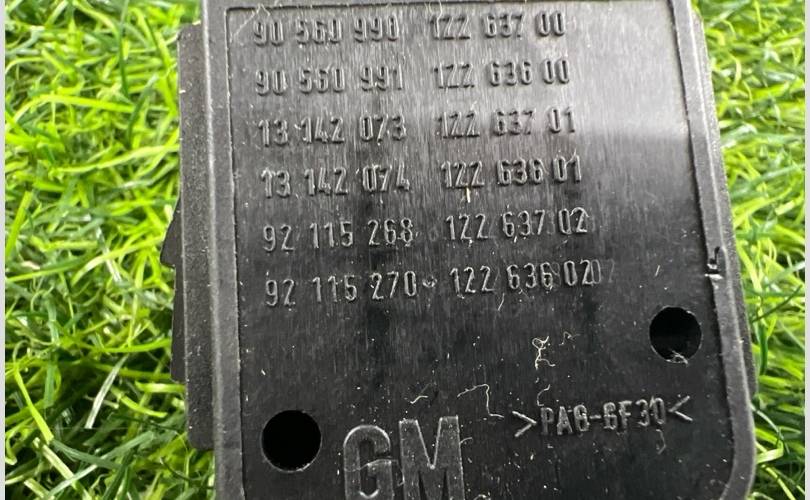 90 560 990 122 637 00
90 560 991 122 636 00
13 142 073 122 637 01
13 142 074 122 636 01
92 115 268 122 637 02
92 115 270 122 636 02
>PA6-GF30<
GM